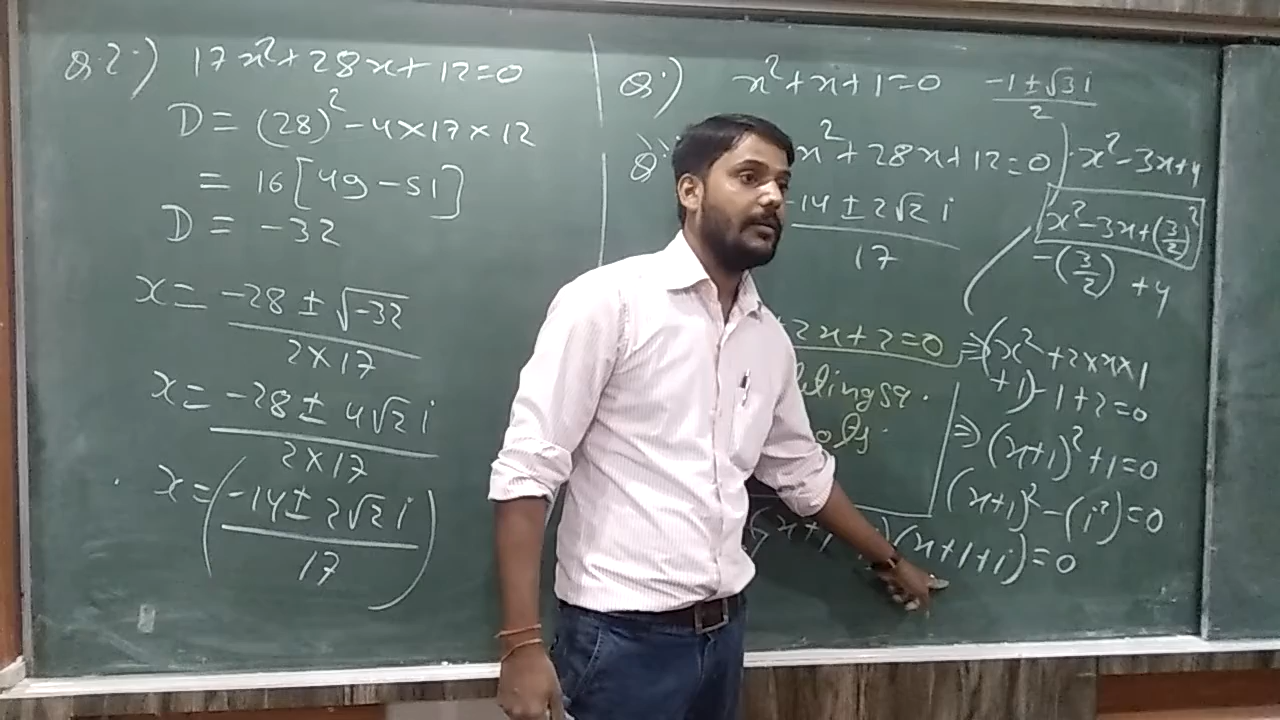 Q.2.) 17x²+28x+12=0
D = (28)² - 4×17×12
= 16[49-51]
D = -32
x = (-28 ± √-32) / (2×17)
x = (-28 ± 4√2 i) / (2×17)
x = ((-14 ± 2√2 i) / 17)
Q.) x²+x+1=0 (-1 ± √3 i) / 2
Q x²+28x+12=0
-14 ± 2√2 i / 17
x²-3x+4
x²-3x+(3/2)²
-(3/2) + 4
+2x+2=0 ⇒ (x²+2×x×1
+1)-1+2=0
sq.
⇒ (x+1)²+1=0
(x+1)²-(i²)=0
(x+1 i)(x+1+i)=0